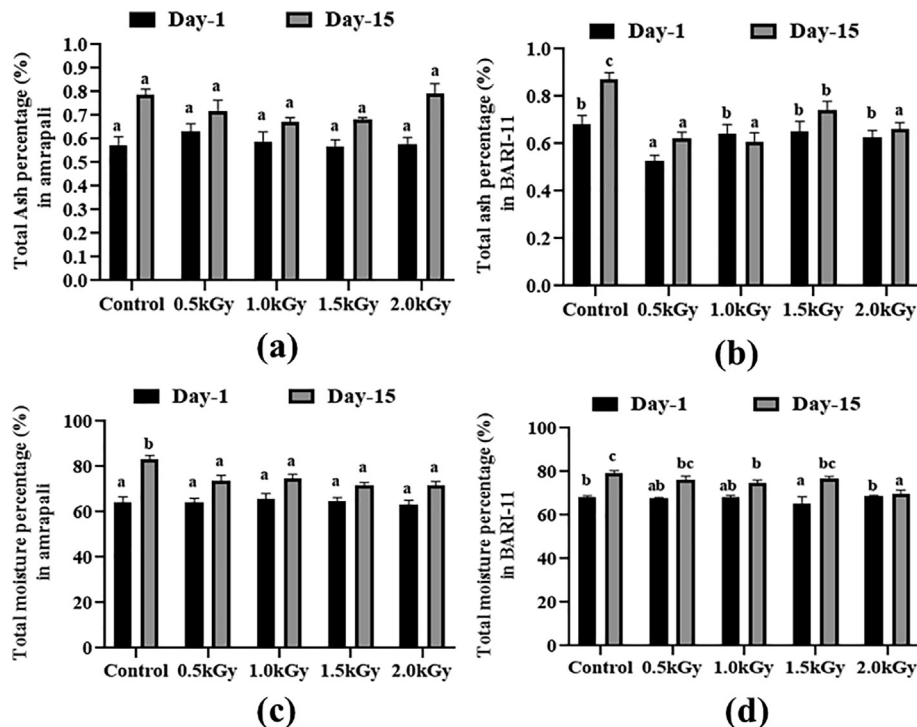 Day-1 Day-15
Total Ash percentage (%)
in amrapali
0.9
0.8
0.7
0.6
0.5
0.4
0.3
0.2
0.1
0.0
a a a a a a a a a a
Control 0.5kGy 1.0kGy 1.5kGy 2.0kGy
(a)
Day-1 Day-15
Total ash percentage (%)
in BARI-11
1.0
0.8
0.6
0.4
0.2
0.0
b c a a b a b b b a
Control 0.5kGy 1.0kGy 1.5kGy 2.0kGy
(b)
Day-1 Day-15
Total moisture percentage (%)
in amrapali
100
80
60
40
20
0
a b a a a a a a a a
Control 0.5kGy 1.0kGy 1.5kGy 2.0kGy
(c)
Day-1 Day-15
Total moisture percentage (%)
in BARI-11
100
80
60
40
20
0
b c ab bc ab b a bc b a
Control 0.5kGy 1.0kGy 1.5kGy 2.0kGy
(d)